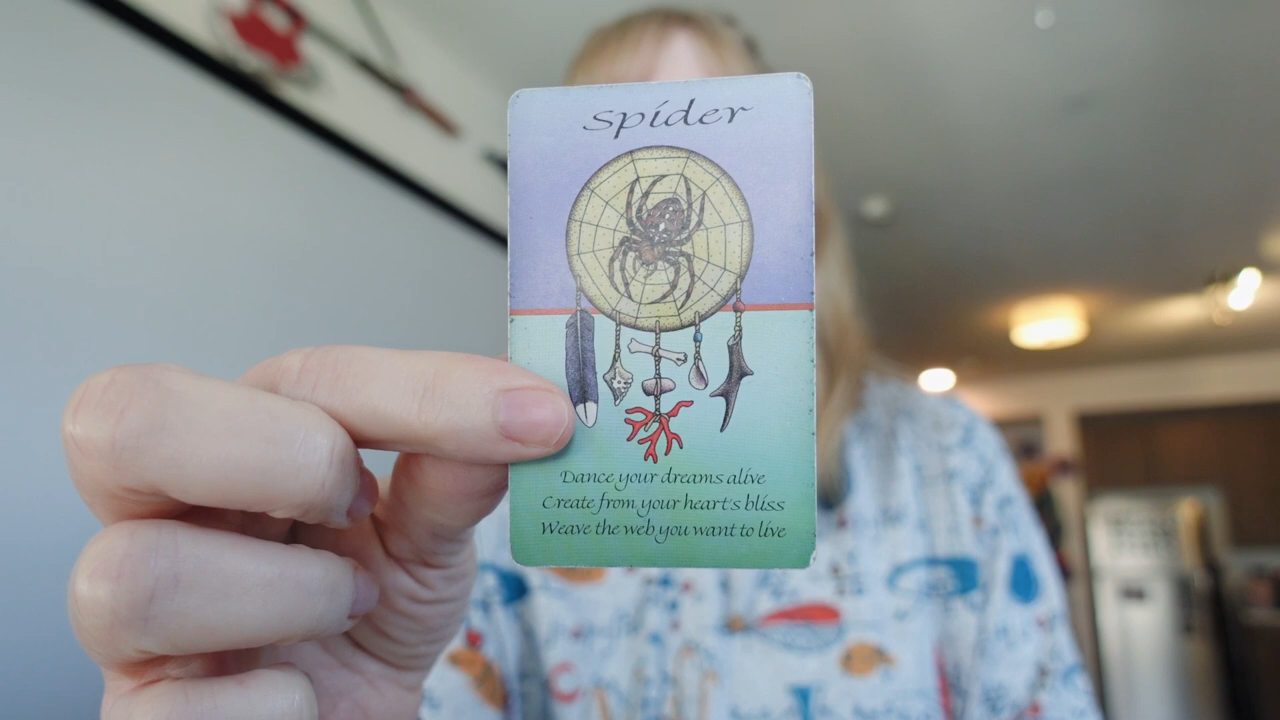 Spider
Dance your dreams alive
Create from your heart's bliss
Weave the web you want to live